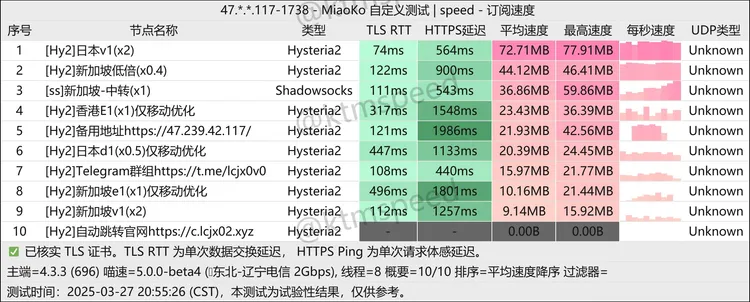 47.*.*.117-1738 - Miaoko 自定义测试 | speed - 订阅速度
序号 节点名称 类型 TLS RTT HTTPS延迟 平均速度 最高速度 每秒速度 UDP类型
1 [Hy2]日本v1(x2) Hysteria2 74ms 564ms 72.71MB 77.91MB Unknown
2 [Hy2]新加坡低倍(x0.4) Hysteria2 122ms 900ms 44.12MB 46.41MB Unknown
3 [ss]新加坡-中转(x1) Shadowsocks 111ms 543ms 36.86MB 59.86MB Unknown
4 [Hy2]香港E1(x1)仅移动优化 Hysteria2 317ms 1548ms 23.43MB 36.39MB Unknown
5 [Hy2]备用地址https://47.239.42.117/ Hysteria2 121ms 1986ms 21.93MB 42.56MB Unknown
6 [Hy2]日本d1(x0.5)仅移动优化 Hysteria2 447ms 1133ms 20.39MB 24.45MB Unknown
7 [Hy2]Telegram群组https://t.me/lcjx0v0 Hysteria2 108ms 440ms 15.97MB 21.77MB Unknown
8 [Hy2]新加坡e1(x1)仅移动优化 Hysteria2 496ms 1801ms 10.16MB 21.44MB Unknown
9 [Hy2]新加坡v1(x2) Hysteria2 112ms 1257ms 9.14MB 15.92MB Unknown
10 [Hy2]自动跳转官网https://c.lcjx02.xyz Hysteria2 - - 0.00B 0.00B Unknown
✅ 已核实 TLS 证书。TLS RTT 为单次数据交换延迟， HTTPS Ping 为单次请求体感延迟。
主端=4.3.3 (696) 喵速=5.0.0-beta4 (东北-辽宁电信 2Gbps), 线程=8 概要=10/10 排序=平均速度降序 过滤器=
测试时间：2025-03-27 20:55:26 (CST)，本测试为试验性结果，仅供参考。
@ktmspeed
@ktmspeed
@ktmspeed